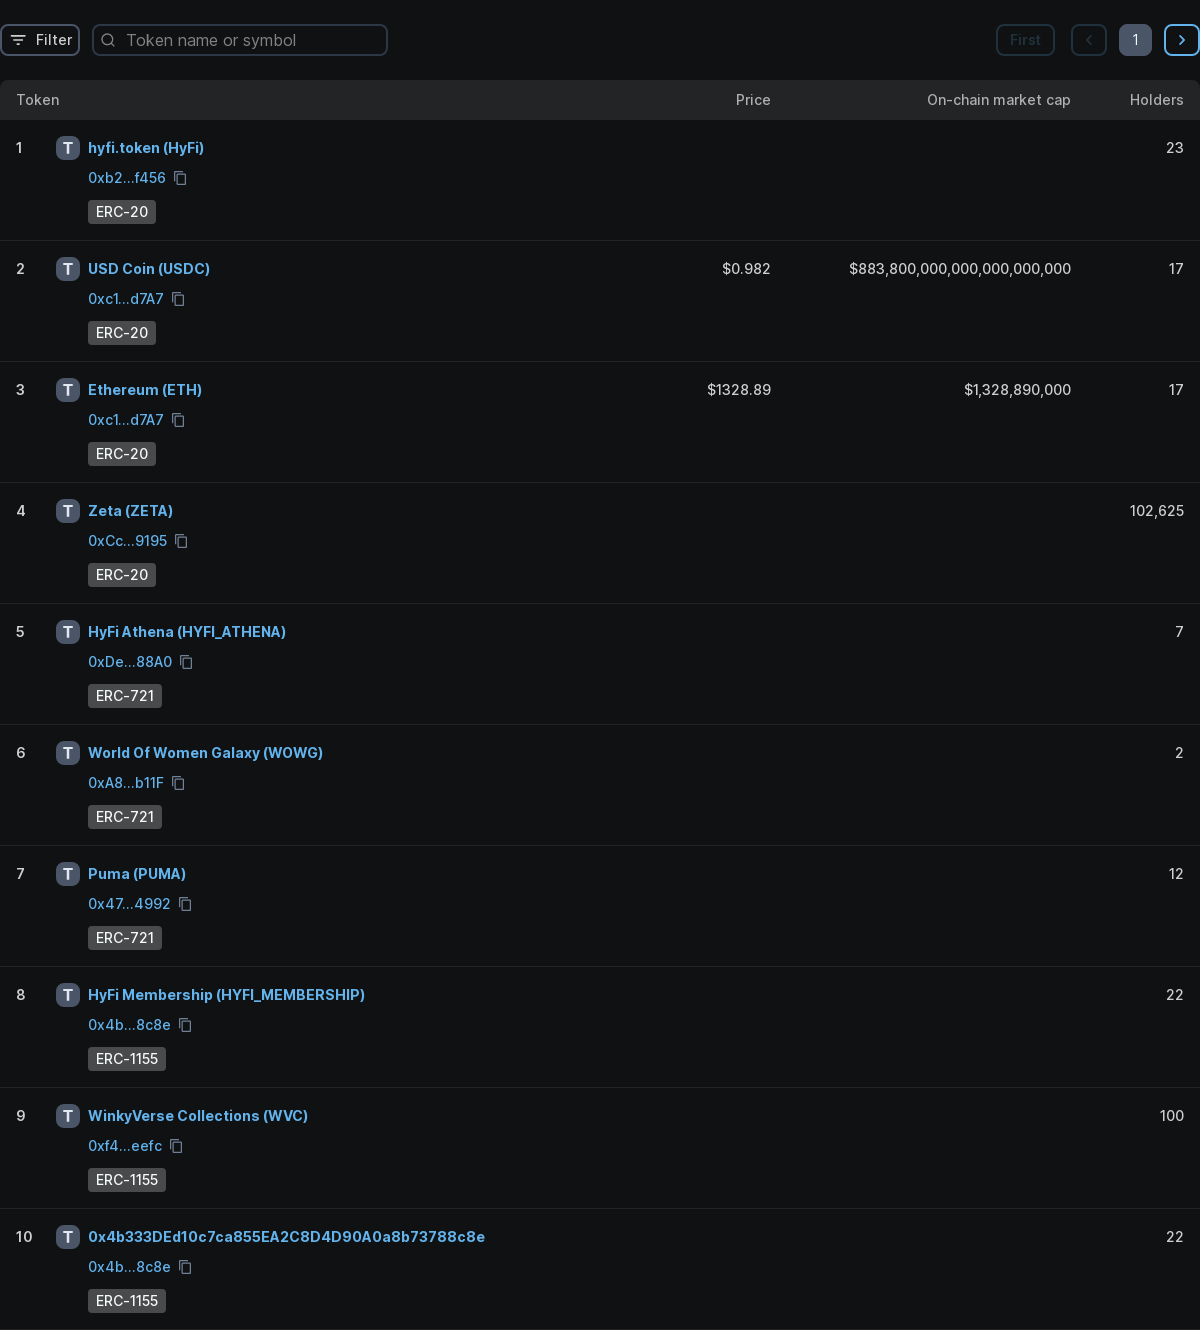 Filter
Token name or symbol
First
1
Token Price On-chain market cap Holders
1 T hyfi.token (HyFi) 23
0xb2...f456
ERC-20
2 T USD Coin (USDC) $0.982 $883,800,000,000,000,000,000 17
0xc1...d7A7
ERC-20
3 T Ethereum (ETH) $1328.89 $1,328,890,000 17
0xc1...d7A7
ERC-20
4 T Zeta (ZETA) 102,625
0xCc...9195
ERC-20
5 T HyFi Athena (HYFI_ATHENA) 7
0xDe...88A0
ERC-721
6 T World Of Women Galaxy (WOWG) 2
0xA8...b11F
ERC-721
7 T Puma (PUMA) 12
0x47...4992
ERC-721
8 T HyFi Membership (HYFI_MEMBERSHIP) 22
0x4b...8c8e
ERC-1155
9 T WinkyVerse Collections (WVC) 100
0xf4...eefc
ERC-1155
10 T 0x4b333DEd10c7ca855EA2C8D4D90A0a8b73788c8e 22
0x4b...8c8e
ERC-1155